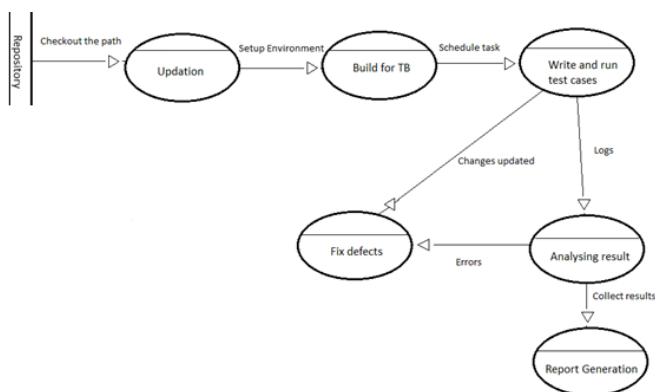 Repository
Checkout the path
Updation
Setup Environment
Build for TB
Schedule task
Write and run
test cases
Changes updated
Logs
Fix defects
Errors
Analysing result
Collect results
Report Generation